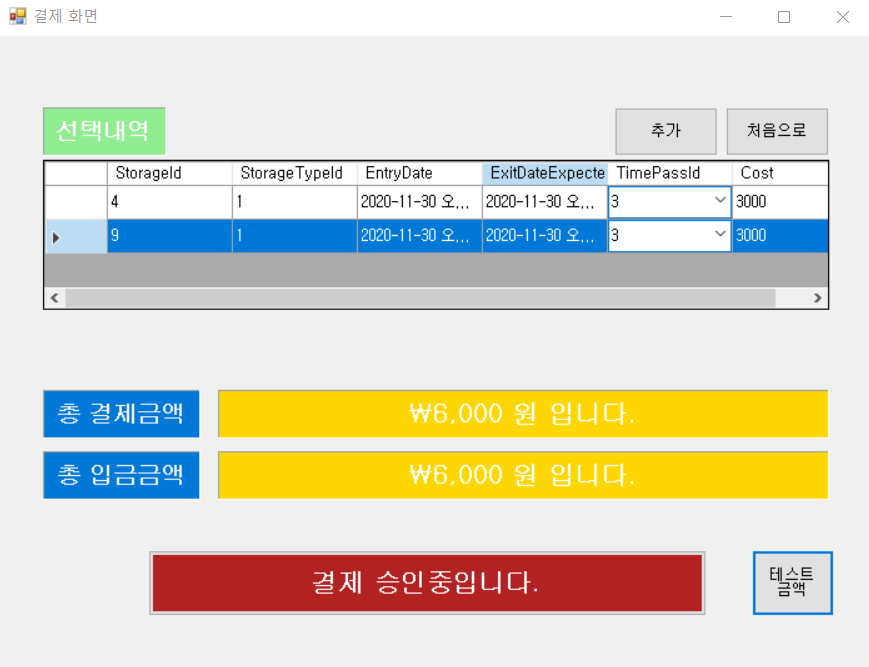 결제 화면
선택내역
추가
처음으로
StorageId StorageTypeId EntryDate ExitDateExpecte TimePassId Cost
4 1 2020-11-30 오... 2020-11-30 오... 3 3000
9 1 2020-11-30 오... 2020-11-30 오... 3 3000
총 결제금액
₩6,000 원 입니다.
총 입금금액
₩6,000 원 입니다.
결제 승인중입니다.
테스트
금액